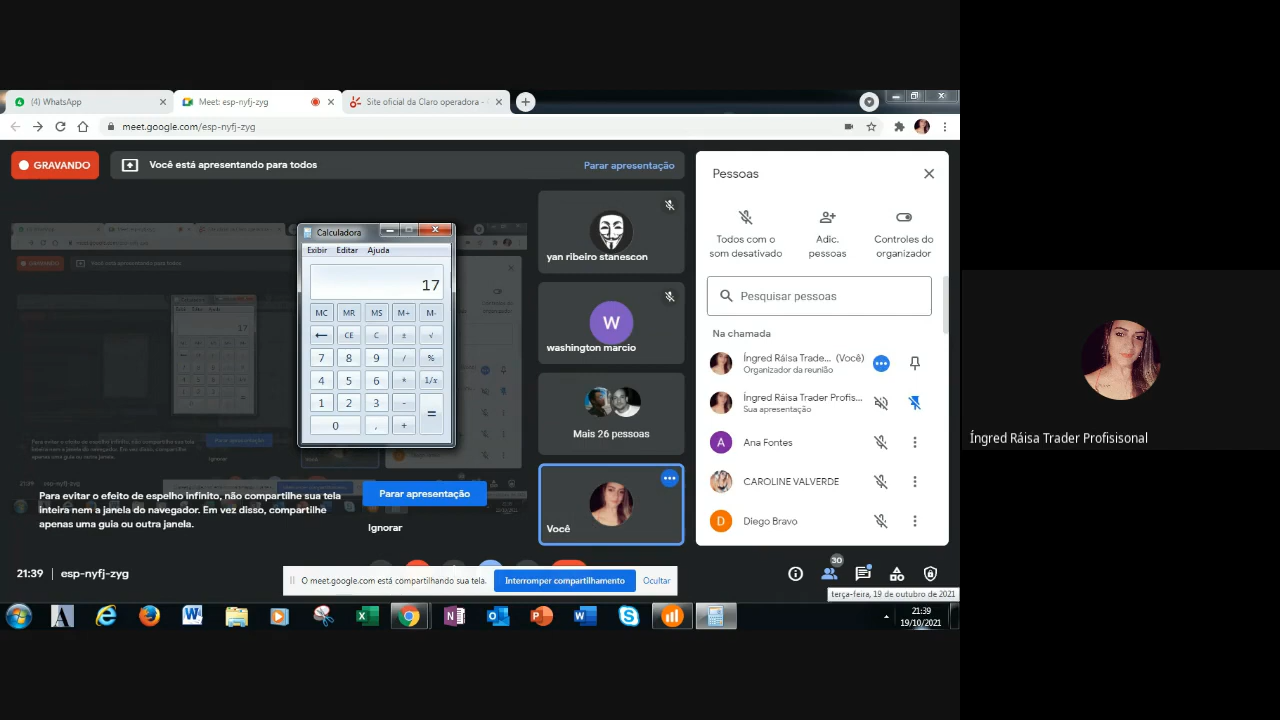 (4) WhatsApp
Meet: esp-nyfj-zyg
Site oficial da Claro operadora -
meet.google.com/esp-nyfj-zyg
GRAVANDO
Você está apresentando para todos
Parar apresentação
Pessoas
Todos com o
som desativado
Adic.
pessoas
Controles do
organizador
Pesquisar pessoas
Na chamada
Íngred Ráisa Trade... (Você)
Organizador da reunião
Íngred Ráisa Trader Profis...
Sua apresentação
A
Ana Fontes
CAROLINE VALVERDE
D
Diego Bravo
yan ribeiro stanescon
W
washington marcio
Mais 26 pessoas
Você
Calculadora
Exibir Editar Ajuda
17
MC MR MS M+ M-
← CE C ± √
7 8 9 / %
4 5 6 * 1/x
1 2 3 - =
0 , +
Para evitar o efeito de espelho infinito, não compartilhe sua tela
inteira nem a janela do navegador. Em vez disso, compartilhe
apenas uma guia ou outra janela.
Parar apresentação
Ignorar
21:39 | esp-nyfj-zyg
30
O meet.google.com está compartilhando sua tela.
Interromper compartilhamento
Ocultar
terça-feira, 19 de outubro de 2021
21:39
19/10/2021
Íngred Ráisa Trader Profisisonal